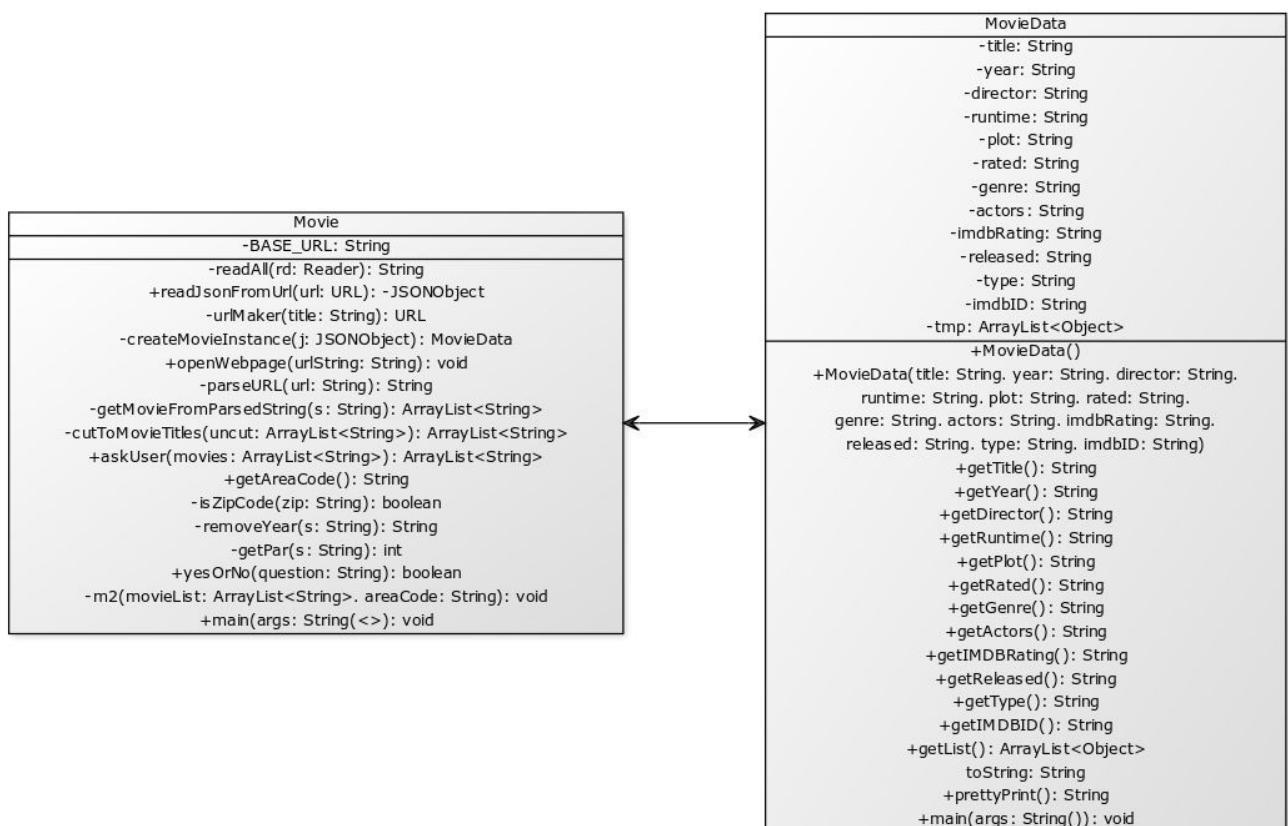 Movie
-BASE_URL: String
-readAll(rd: Reader): String
+readJsonFromUrl(url: URL): -JSONObject
-urlMaker(title: String): URL
-createMovieInstance(j: JSONObject): MovieData
+openWebpage(urlString: String): void
-parseURL(url: String): String
-getMovieFromParsedString(s: String): ArrayList<String>
-cutToMovieTitles(uncut: ArrayList<String>): ArrayList<String>
+askUser(movies: ArrayList<String>): ArrayList<String>
+getAreaCode(): String
-isZipCode(zip: String): boolean
-removeYear(s: String): String
-getPar(s: String): int
+yesOrNo(question: String): boolean
-m2(movieList: ArrayList<String>. areaCode: String): void
+main(args: String(<>): void
MovieData
-title: String
-year: String
-director: String
-runtime: String
-plot: String
-rated: String
-genre: String
-actors: String
-imdbRating: String
-released: String
-type: String
-imdbID: String
-tmp: ArrayList<Object>
+MovieData()
+MovieData(title: String. year: String. director: String.
runtime: String. plot: String. rated: String.
genre: String. actors: String. imdbRating: String.
released: String. type: String. imdbID: String)
+getTitle(): String
+getYear(): String
+getDirector(): String
+getRuntime(): String
+getPlot(): String
+getRated(): String
+getGenre(): String
+getActors(): String
+getIMDBRating(): String
+getReleased(): String
+getType(): String
+getIMDBID(): String
+getList(): ArrayList<Object>
toString: String
+prettyPrint(): String
+main(args: String()): void